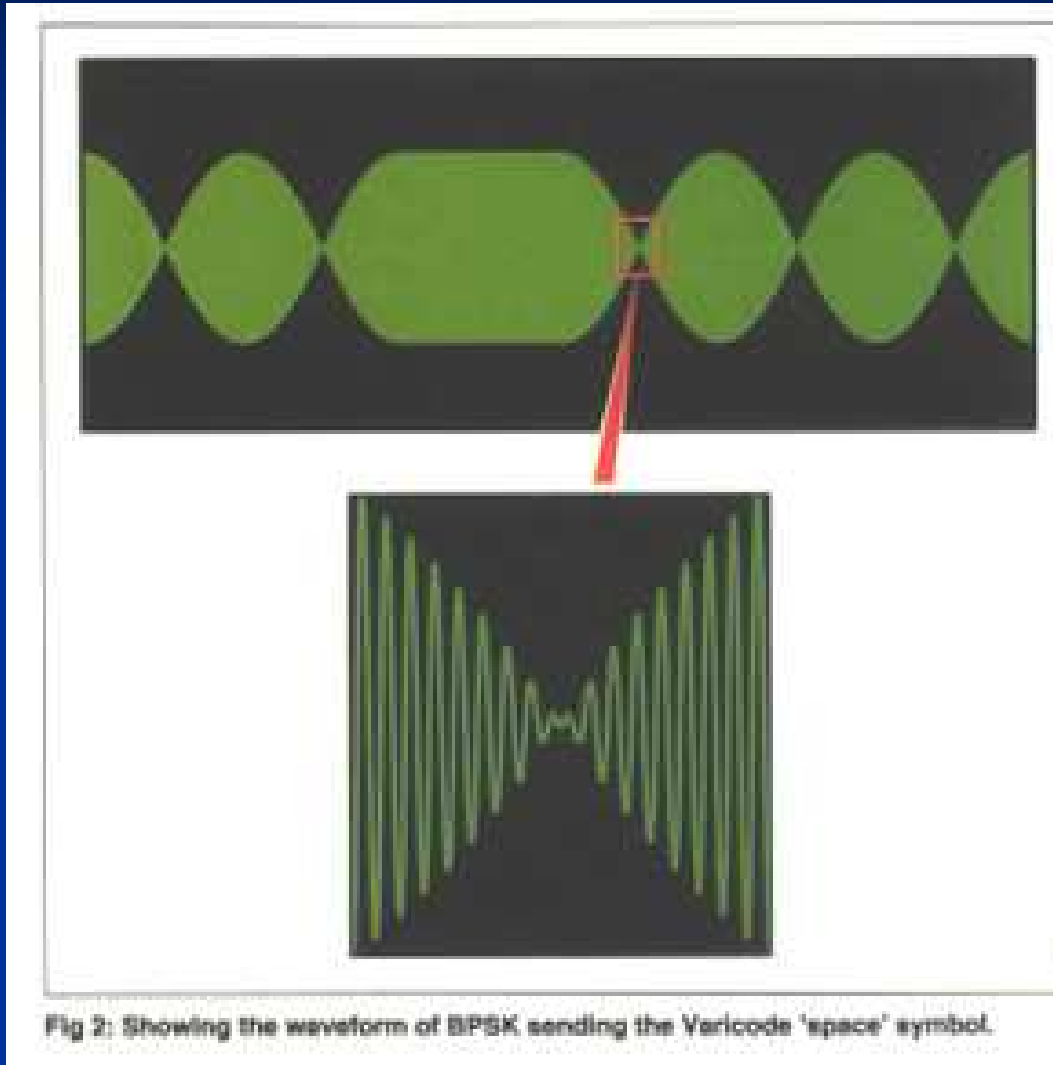 Fig 2: Showing the waveform of BPSK sending the Varicode 'space' symbol.